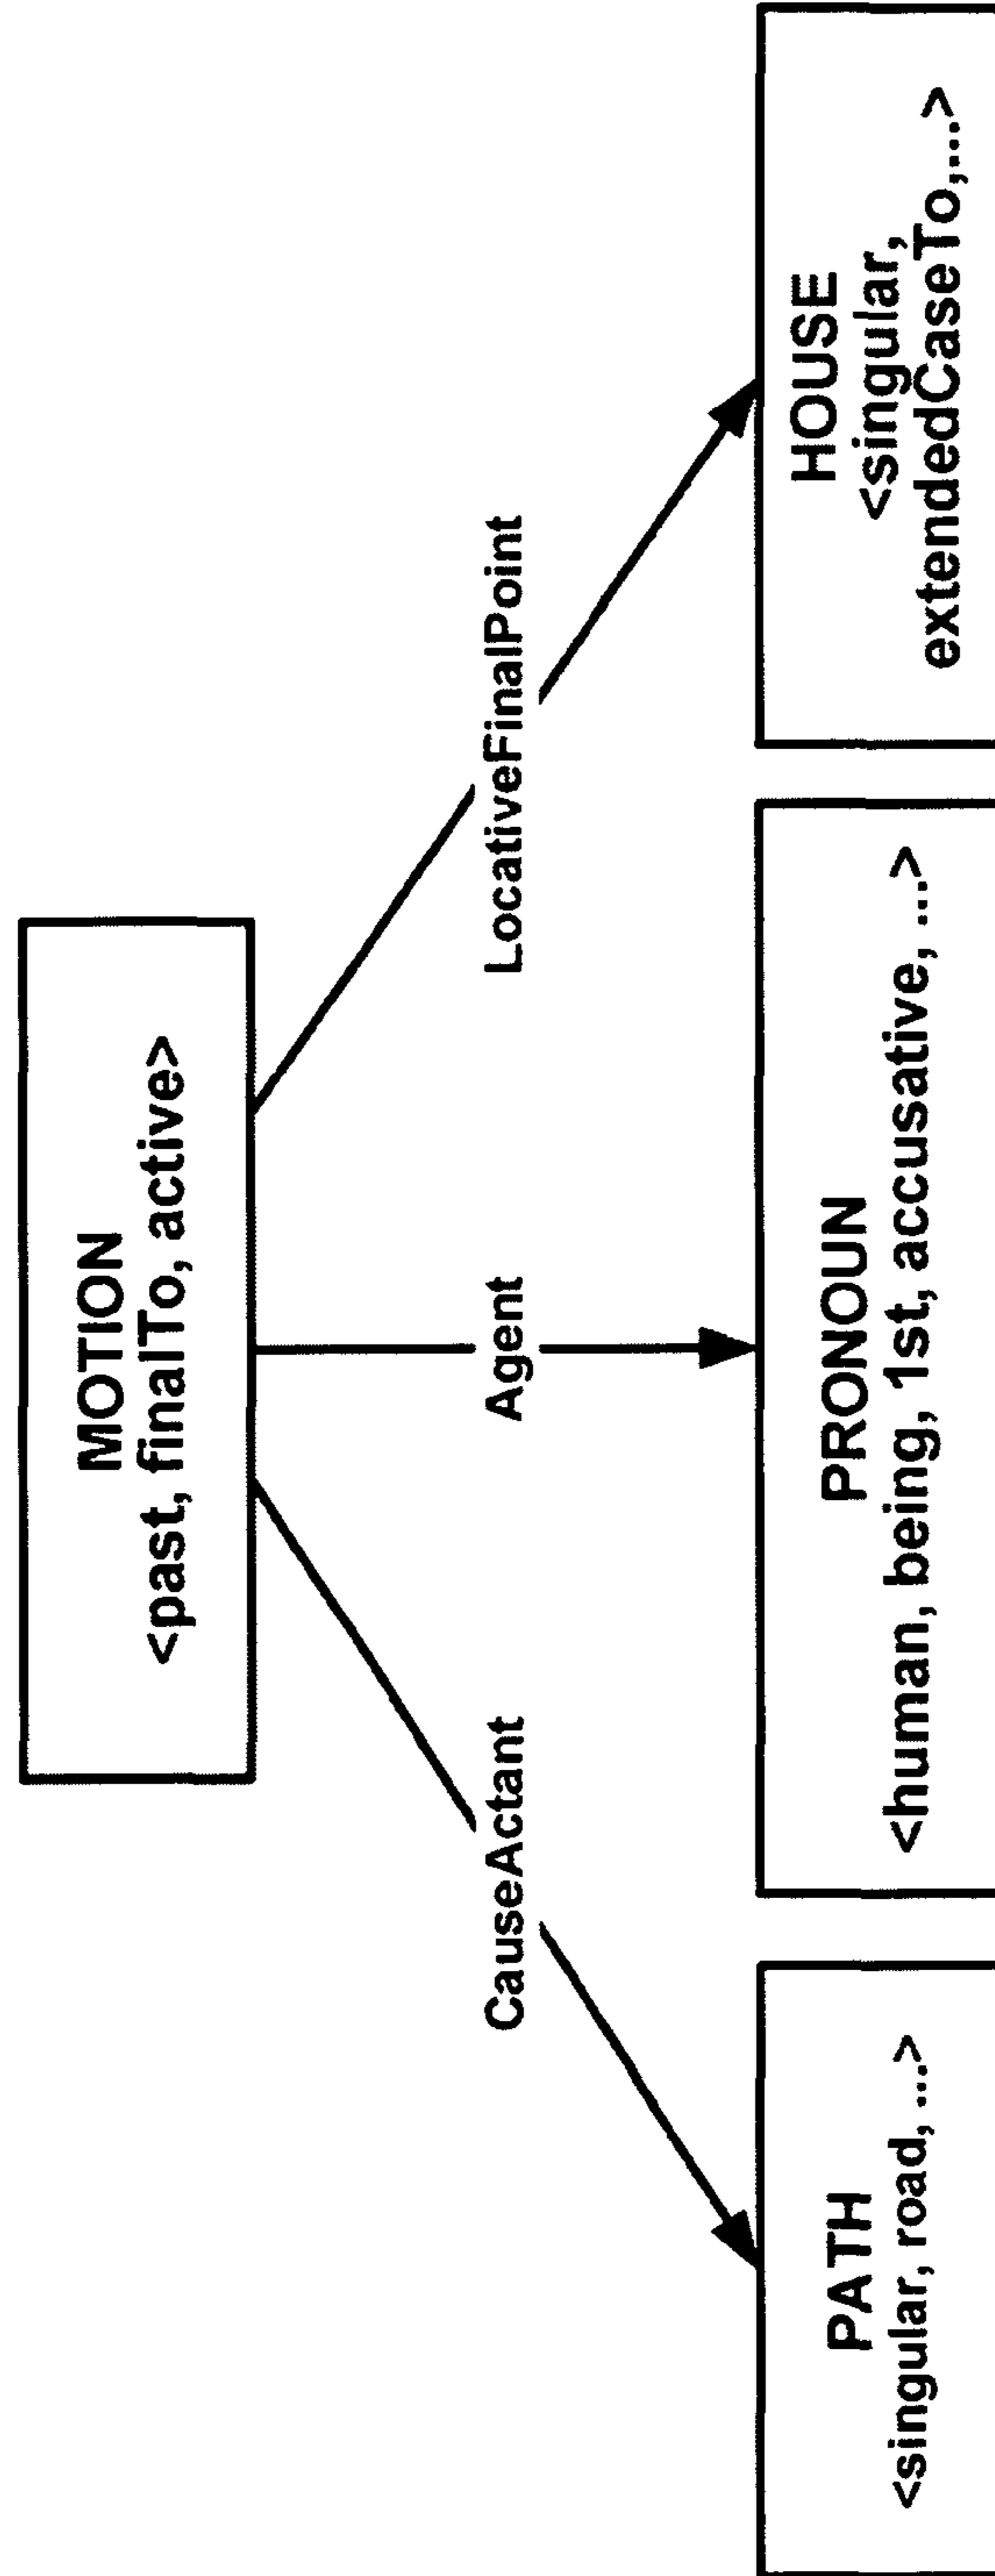 MOTION
<past, finalTo, active>
CauseActant
Agent
LocativeFinalPoint
PATH
<singular, road, ...>
PRONOUN
<human, being, 1st, accusative, ...>
HOUSE
<singular,
extendedCaseTo,...>